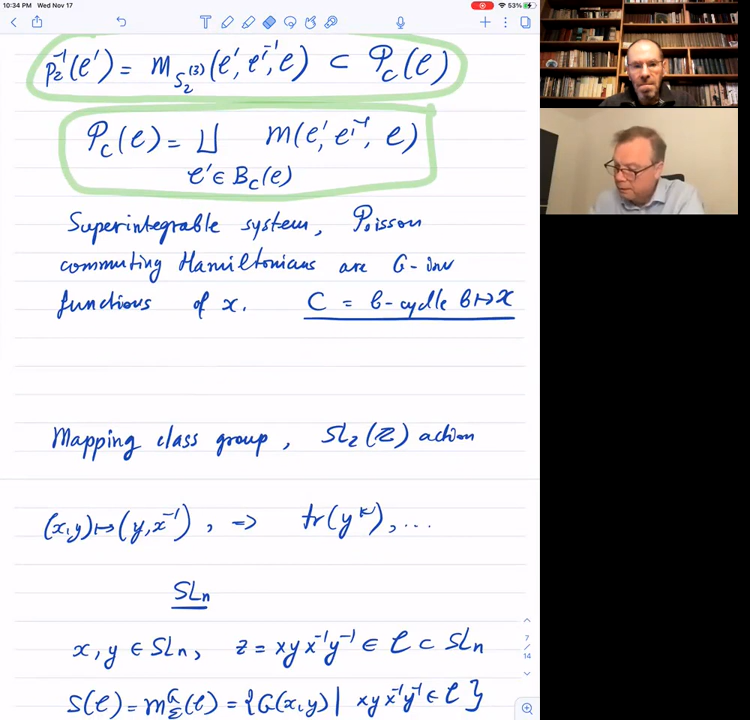 10:34 PM Wed Nov 17
53%
p₂⁻¹(e') = m_{S₂^{(3)}}(e', e'⁻¹, e) ⊂ P_C(e)
P_C(e) = ⊔ m(e', e'⁻¹, e)
e' ∈ B_C(e)
Superintegrable system, Poisson
commuting Hamiltonians are G-inv
functions of x. C = b-cycle b↦x
Mapping class group, SL₂(ℤ) action
(x,y)↦(y,x⁻¹), ⇒ tr(yᵏ),...
SLₙ
x, y ∈ SLₙ, z = xyx⁻¹y⁻¹ ∈ e ⊂ SLₙ
7
14
S(e) = m_Σ^G(e) = {G(x,y) | xyx⁻¹y⁻¹ ∈ e}